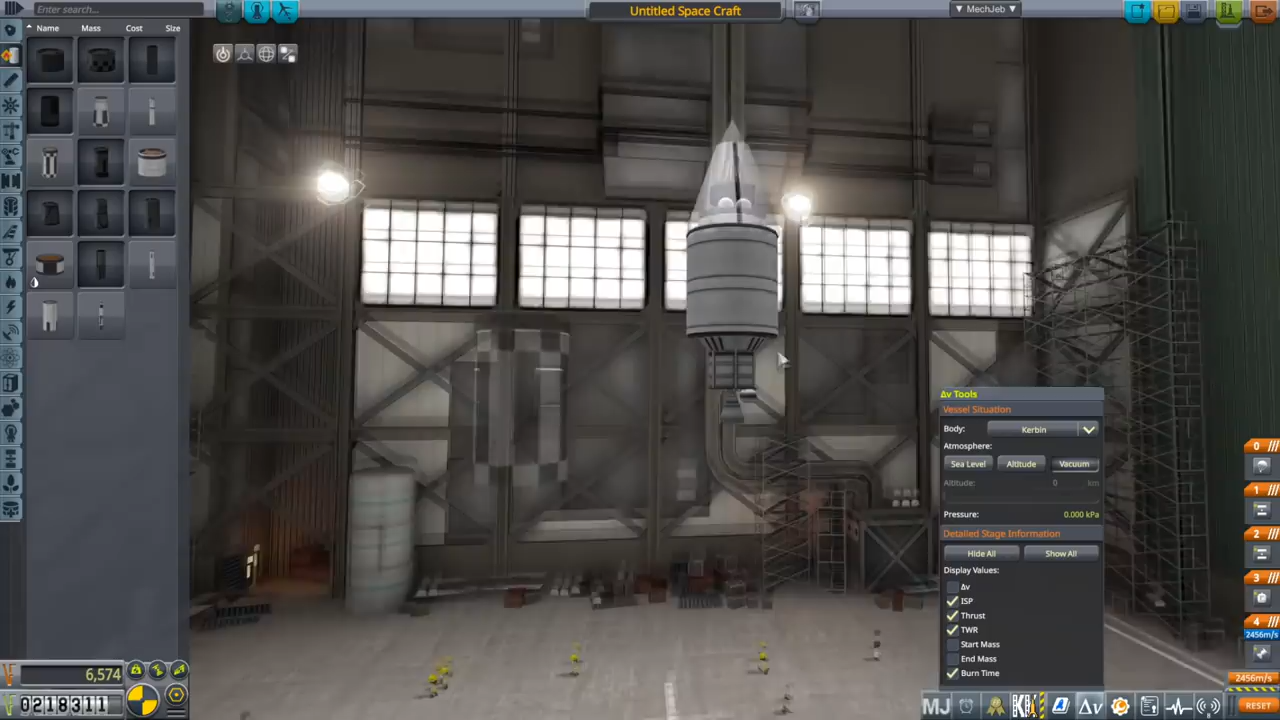 Enter search...
Untitled Space Craft
▼ MechJeb ▼
Name Mass Cost Size
Δv Tools
Vessel Situation
Body: Kerbin
Atmosphere:
Sea Level Altitude Vacuum
Altitude: 0 km
Pressure: 0.000 kPa
Detailed Stage Information
Hide All Show All
Display Values:
Δv
ISP
Thrust
TWR
Start Mass
End Mass
Burn Time
0
1
2
3
4
2456m/s
2456m/s
6,574
0218311
MJ Δv RESET